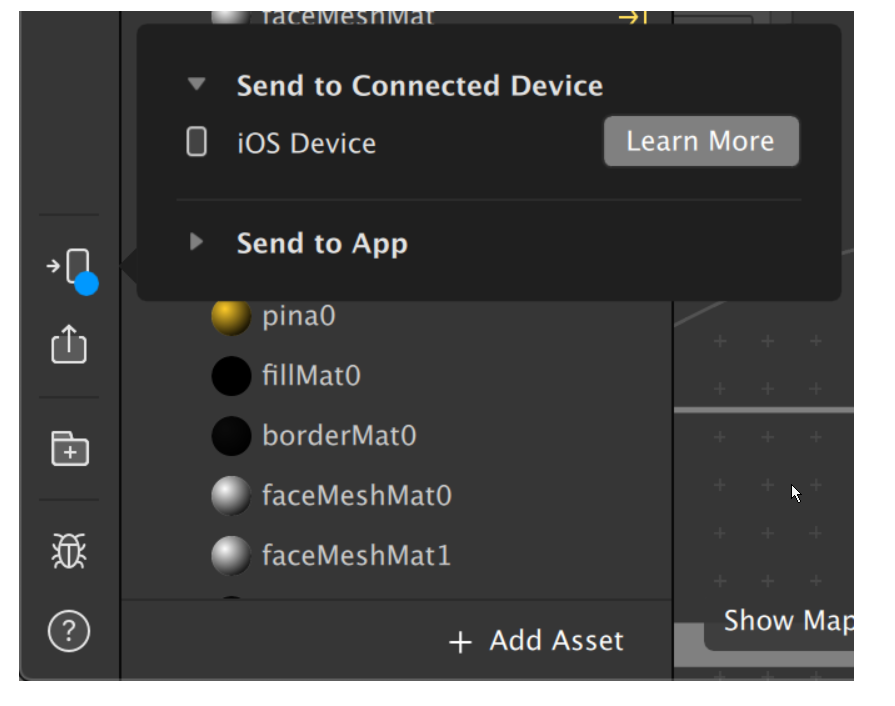 faceMeshMat
Send to Connected Device
iOS Device
Learn More
Send to App
pina0
fillMat0
borderMat0
faceMeshMat0
faceMeshMat1
?
+ Add Asset
Show Map